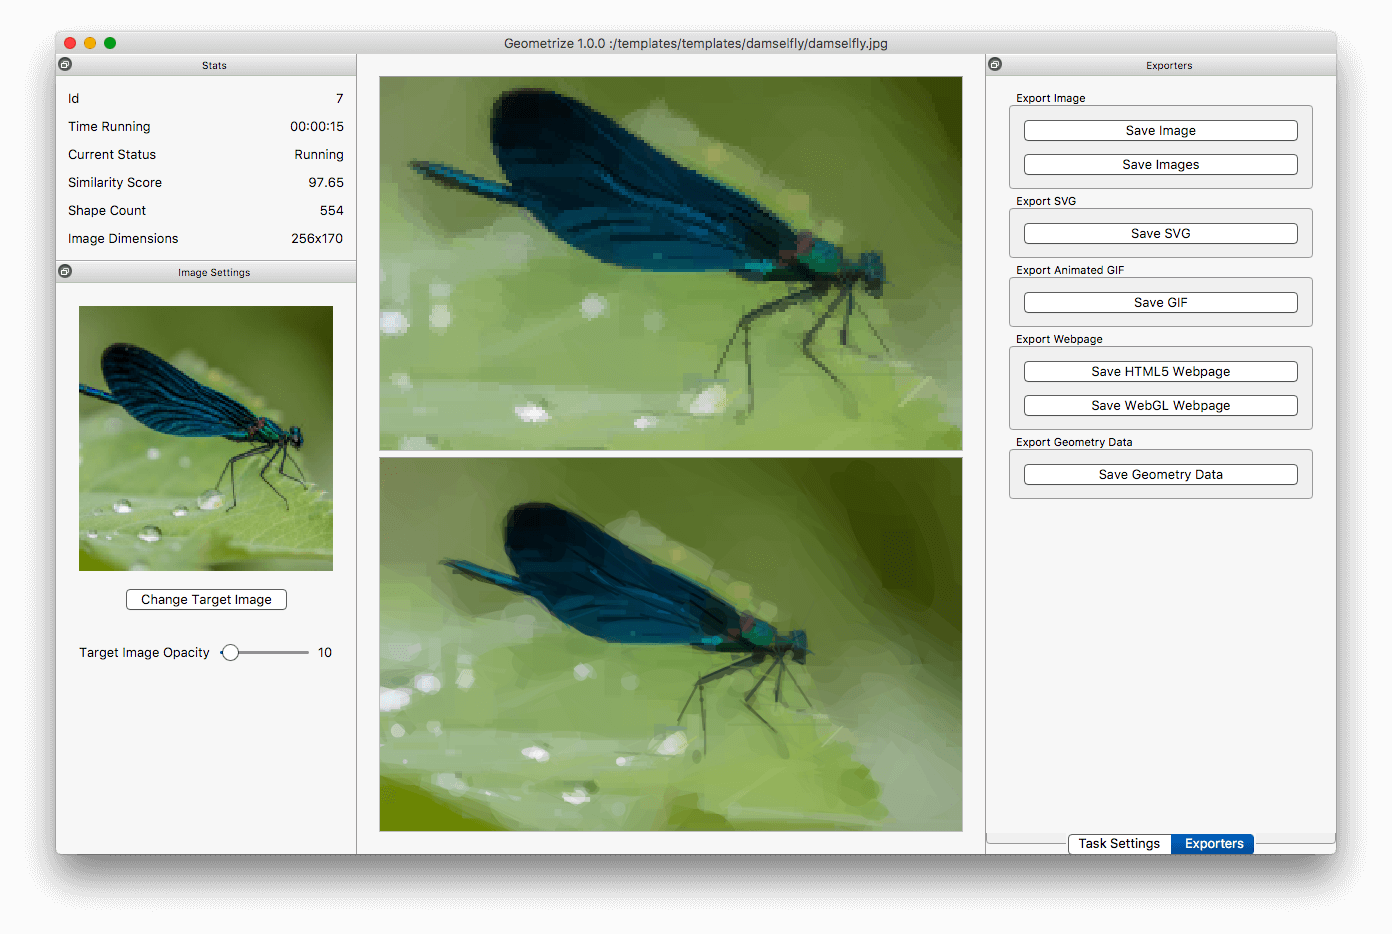 Geometrize 1.0.0 :/templates/templates/damselfly/damselfly.jpg
Stats
Id 7
Time Running 00:00:15
Current Status Running
Similarity Score 97.65
Shape Count 554
Image Dimensions 256x170
Image Settings
Change Target Image
Target Image Opacity 10
Exporters
Export Image
Save Image
Save Images
Export SVG
Save SVG
Export Animated GIF
Save GIF
Export Webpage
Save HTML5 Webpage
Save WebGL Webpage
Export Geometry Data
Save Geometry Data
Task Settings Exporters